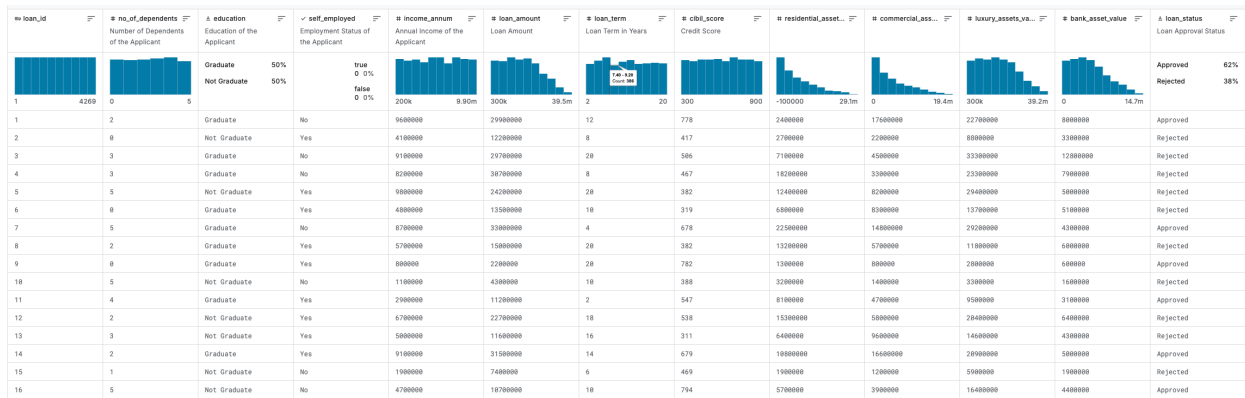 loan_id # no_of_dependents education self_employed # income_annum # loan_amount # loan_term # cibil_score # residential_asset... # commercial_ass... # luxury_assets_va... # bank_asset_value loan_status
Number of Dependents of the Applicant Education of the Applicant Employment Status of the Applicant Annual Income of the Applicant Loan Amount Loan Term in Years Credit Score Loan Approval Status
Graduate 50% true 0 0% Approved 62%
Not Graduate 50% false 0 0% Rejected 38%
7.40 - 9.20
Count: 386
1 4269 0 5 200k 9.90m 300k 39.5m 2 20 300 900 -100000 29.1m 0 19.4m 300k 39.2m 0 14.7m
1 2 Graduate No 9600000 29900000 12 778 2400000 17600000 22700000 8000000 Approved
2 0 Not Graduate Yes 4100000 12200000 8 417 2700000 2200000 8800000 3300000 Rejected
3 3 Graduate No 9100000 29700000 20 506 7100000 4500000 33300000 12800000 Rejected
4 3 Graduate No 8200000 30700000 8 467 18200000 3300000 23300000 7900000 Rejected
5 5 Not Graduate Yes 9800000 24200000 20 382 12400000 8200000 29400000 5000000 Rejected
6 0 Graduate Yes 4800000 13500000 10 319 6800000 8300000 13700000 5100000 Rejected
7 5 Graduate No 8700000 33000000 4 678 22500000 14800000 29200000 4300000 Approved
8 2 Graduate Yes 5700000 15000000 20 382 13200000 5700000 11800000 6000000 Rejected
9 0 Graduate Yes 800000 2200000 20 782 1300000 800000 2800000 600000 Approved
10 5 Not Graduate No 1100000 4300000 10 388 3200000 1400000 3300000 1600000 Rejected
11 4 Graduate Yes 2900000 11200000 2 547 8100000 4700000 9500000 3100000 Approved
12 2 Not Graduate Yes 6700000 22700000 18 538 15300000 5800000 20400000 6400000 Rejected
13 3 Not Graduate Yes 5000000 11600000 16 311 6400000 9600000 14600000 4300000 Rejected
14 2 Graduate Yes 9100000 31500000 14 679 10800000 16600000 20900000 5000000 Approved
15 1 Not Graduate No 1900000 7400000 6 469 1900000 1200000 5900000 1900000 Rejected
16 5 Not Graduate No 4700000 10700000 10 794 5700000 3900000 16400000 4400000 Approved